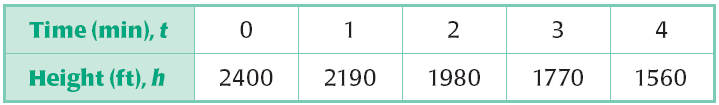 Time (min), t 0 1 2 3 4
Height (ft), h 2400 2190 1980 1770 1560